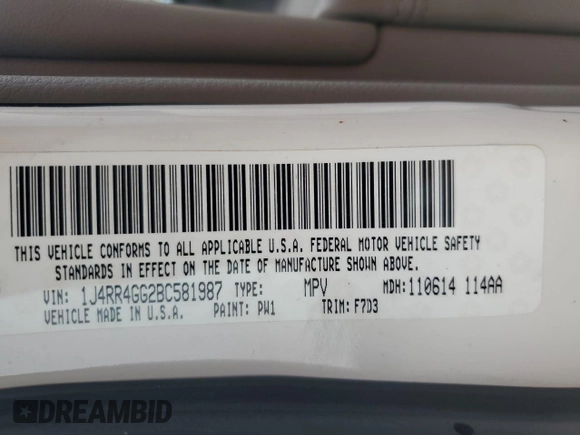 THIS VEHICLE CONFORMS TO ALL APPLICABLE U.S.A. FEDERAL MOTOR VEHICLE SAFETY
STANDARDS IN EFFECT ON THE DATE OF MANUFACTURE SHOWN ABOVE.
VIN: 1J4RR4GG2BC581987 TYPE: MPV MDH: 110614 114AA
VEHICLE MADE IN U.S.A. PAINT: PW1 TRIM: F7D3
DREAMBID